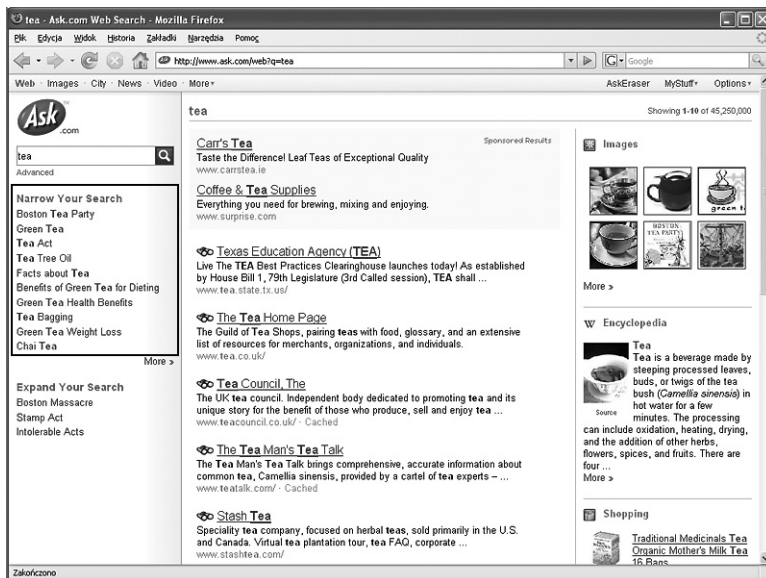 tea - Ask.com Web Search - Mozilla Firefox
Plik Edycja Widok Historia Zakładki Narzędzia Pomoc
http://www.ask.com/web?q=tea
G Google
Web · Images · City · News · Video · More
AskEraser MyStuff Options
Ask.com
tea
Advanced
Narrow Your Search
Boston Tea Party
Green Tea
Tea Act
Tea Tree Oil
Facts about Tea
Benefits of Green Tea for Dieting
Green Tea Health Benefits
Tea Bagging
Green Tea Weight Loss
Chai Tea
More »
Expand Your Search
Boston Massacre
Stamp Act
Intolerable Acts
tea
Showing 1-10 of 45,250,000
Carr's Tea
Sponsored Results
Taste the Difference! Leaf Teas of Exceptional Quality
www.carrstea.ie
Coffee & Tea Supplies
Everything you need for brewing, mixing and enjoying.
www.surprise.com
Texas Education Agency (TEA)
Live The TEA Best Practices Clearinghouse launches today! As established
by House Bill 1, 79th Legislature (3rd Called session), TEA shall ...
www.tea.state.tx.us/
The Tea Home Page
The Guild of Tea Shops, pairing teas with food, glossary, and an extensive
list of resources for merchants, organizations, and individuals.
www.tea.co.uk/
Tea Council, The
The UK tea council. Independent body dedicated to promoting tea and its
unique story for the benefit of those who produce, sell and enjoy tea ...
www.teacouncil.co.uk/ · Cached
The Tea Man's Tea Talk
The Tea Man's Tea Talk brings comprehensive, accurate information about
common tea, Camellia sinensis, provided by a cartel of tea experts – ...
www.teatalk.com/ · Cached
Stash Tea
Speciality tea company, focused on herbal teas, sold primarily in the U.S.
and Canada. Virtual tea plantation tour, tea FAQ, corporate ...
www.stashtea.com/
Images
green t
BOSTON
TEA PARTY
More »
W Encyclopedia
Tea
Tea is a beverage made by
steeping processed leaves,
buds, or twigs of the tea
bush (Camellia sinensis) in
hot water for a few
Source
minutes. The processing
can include oxidation, heating, drying,
and the addition of other herbs,
flowers, spices, and fruits. There are
four ...
More »
Shopping
Traditional Medicinals Tea
Organic Mother's Milk Tea
16 Bags
Zakończono